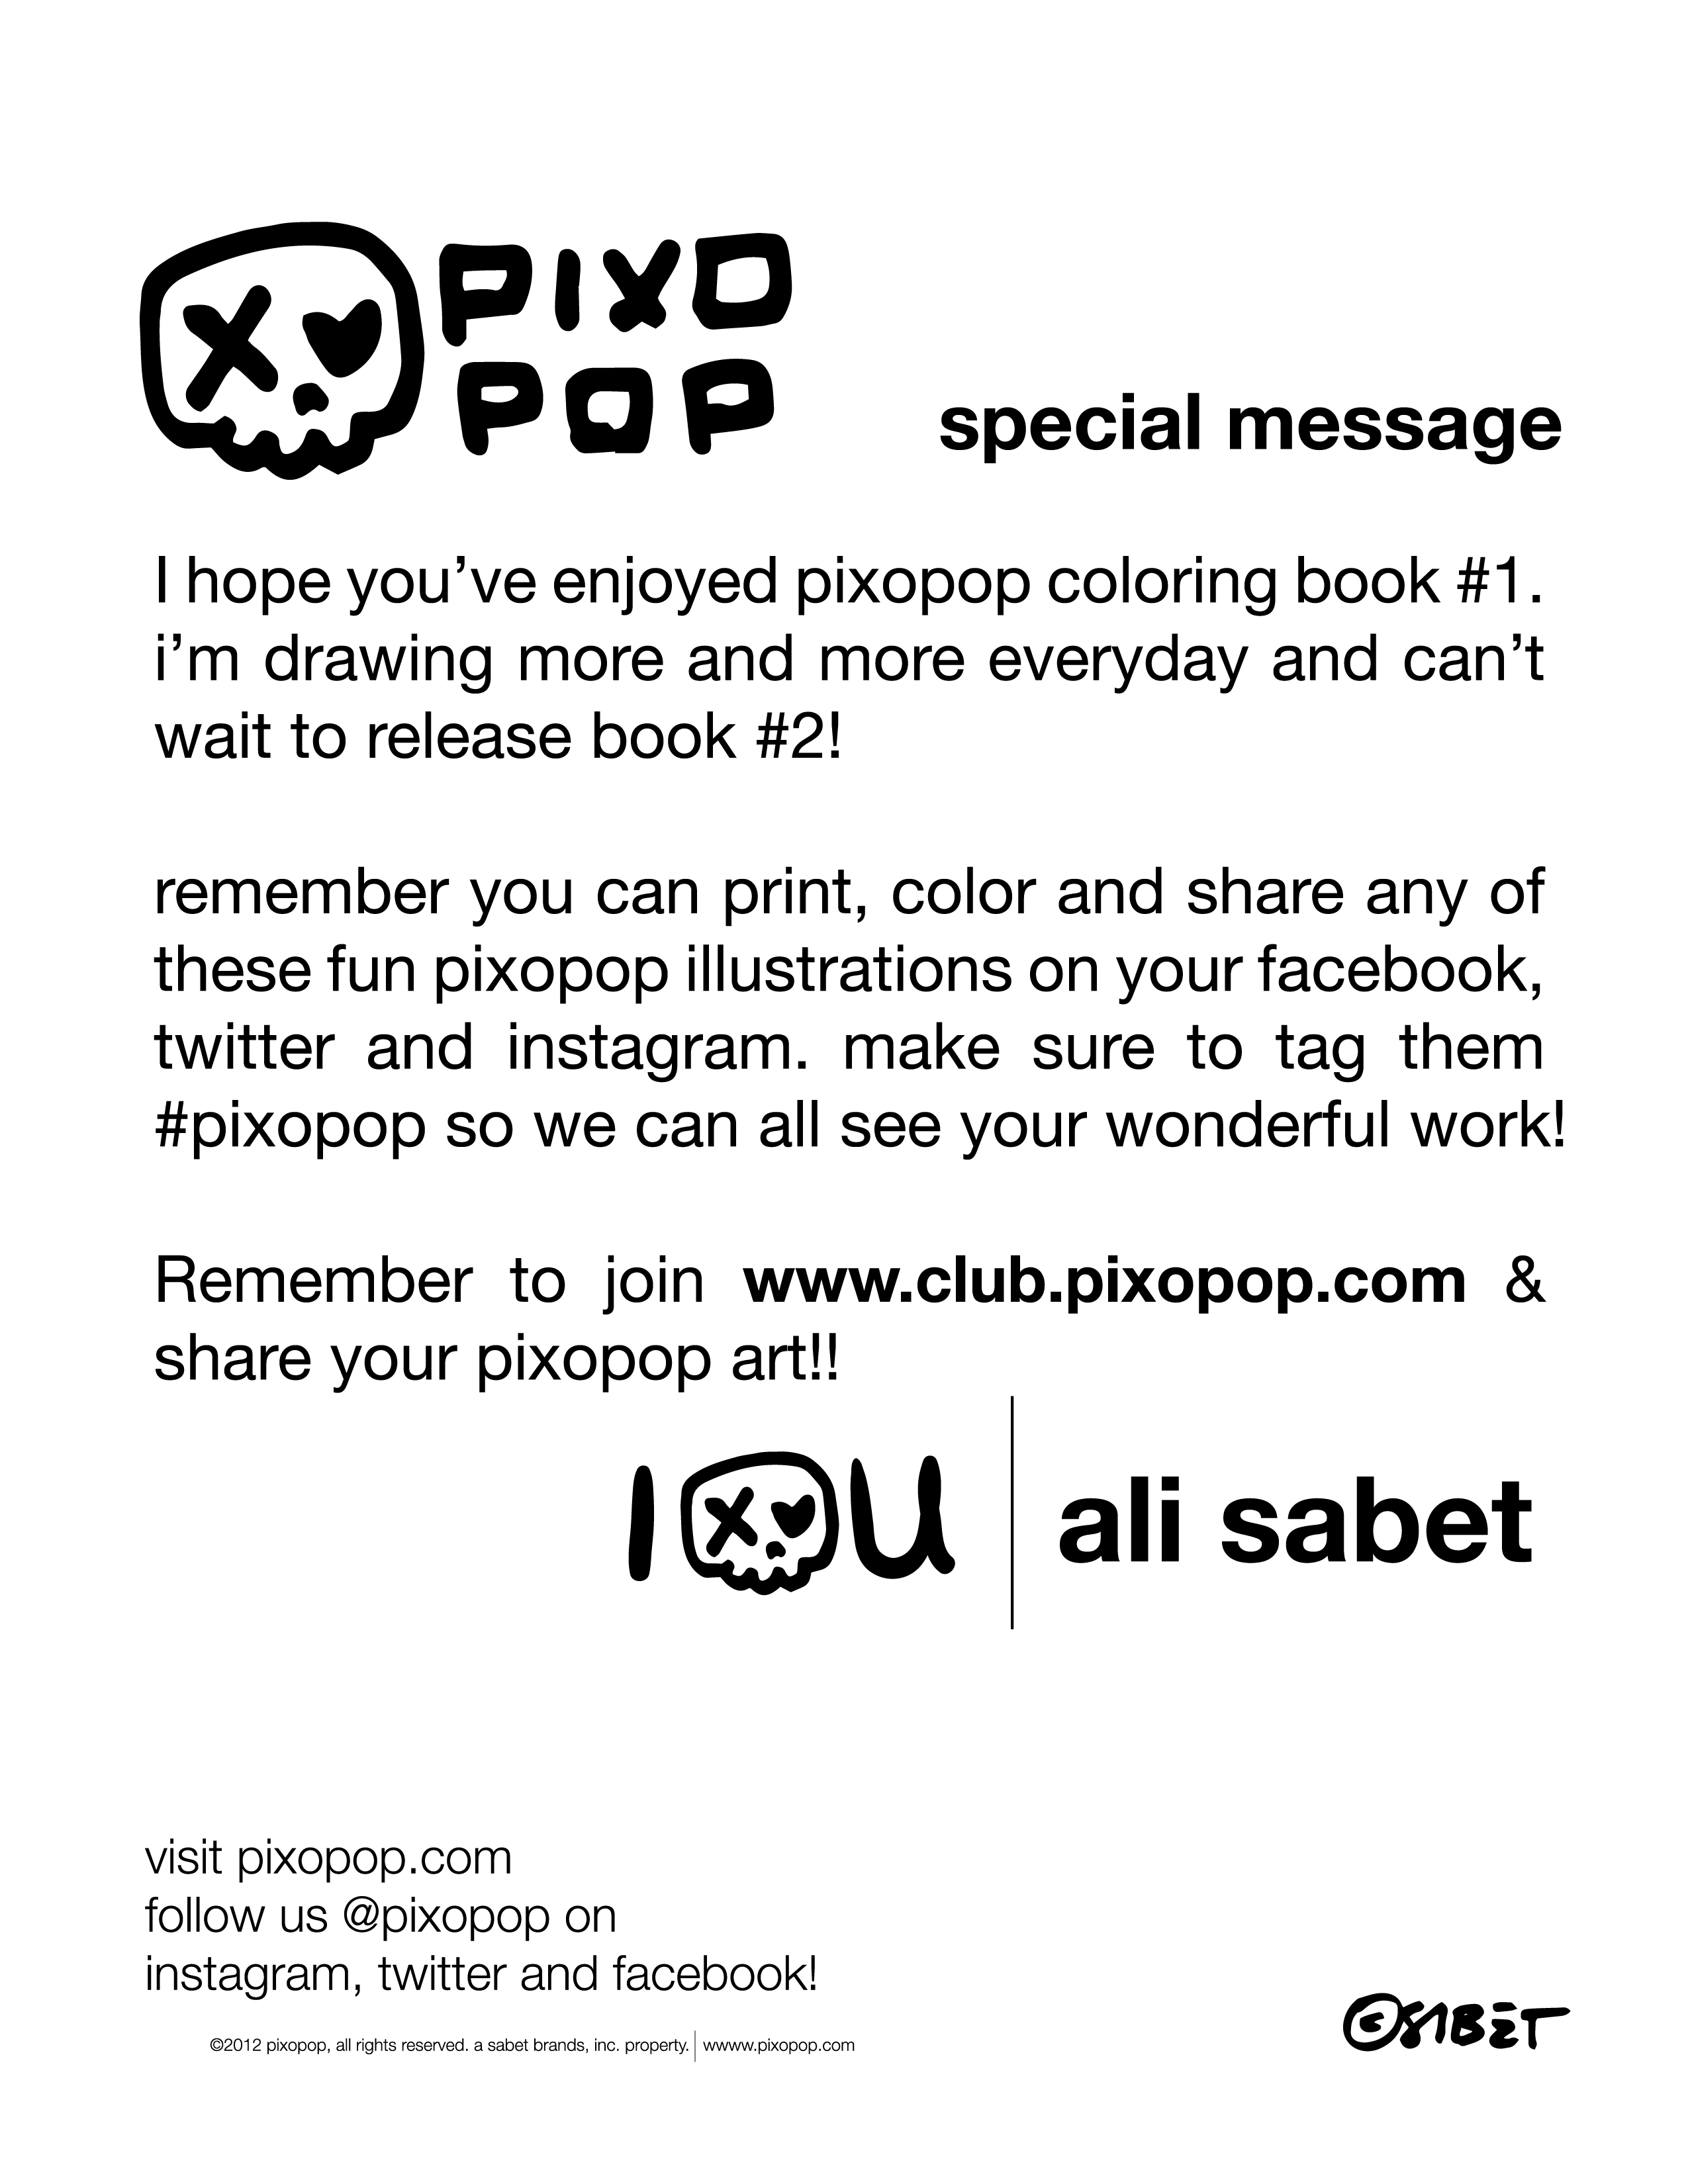 PIXO
POP
special message
I hope you’ve enjoyed pixopop coloring book #1.
i’m drawing more and more everyday and can’t
wait to release book #2!
remember you can print, color and share any of
these fun pixopop illustrations on your facebook,
twitter and instagram. make sure to tag them
#pixopop so we can all see your wonderful work!
Remember to join www.club.pixopop.com &
share your pixopop art!!
I U
ali sabet
visit pixopop.com
follow us @pixopop on
instagram, twitter and facebook!
©2012 pixopop, all rights reserved. a sabet brands, inc. property. | wwww.pixopop.com
©SABET